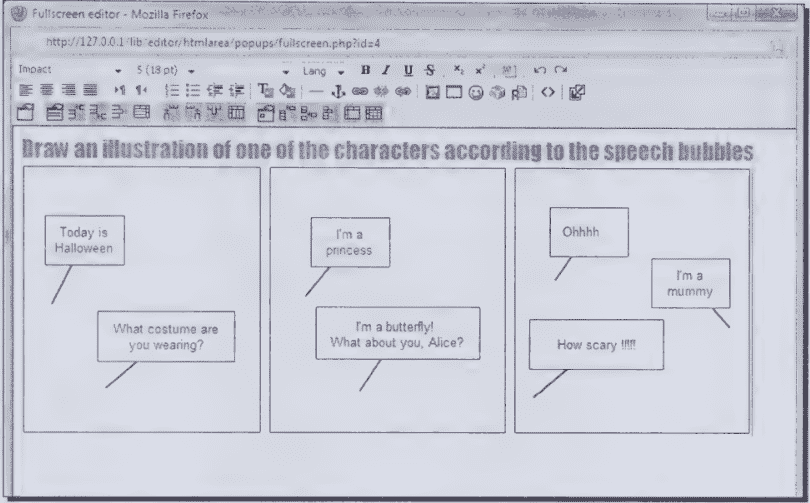 Fullscreen editor - Mozilla Firefox
http://127.0.0.1/lib/editor/htmlarea/popups/fullscreen.php?id=4
Impact 5 (18 pt) Lang B I U S
Draw an illustration of one of the characters according to the speech bubbles
Today is
Halloween
What costume are
you wearing?
I'm a
princess
I'm a butterfly!
What about you, Alice?
Ohhhh
I'm a
mummy
How scary !!!!!